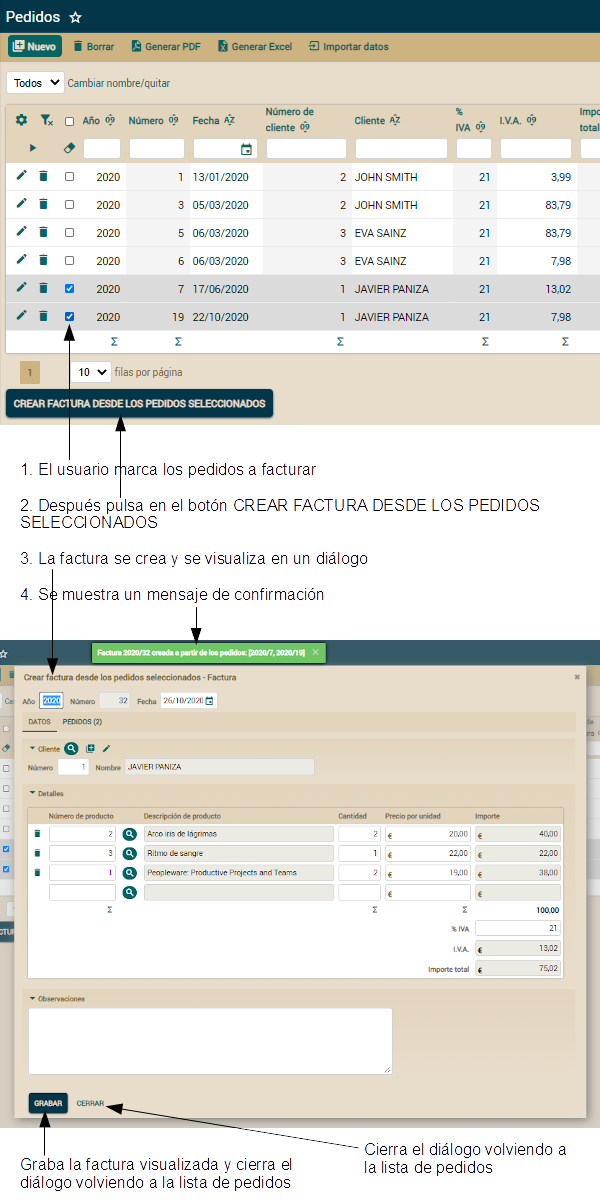 Pedidos
Nuevo Borrar Generar PDF Generar Excel Importar datos
Todos Cambiar nombre/quitar
Año Número Fecha Número de cliente Cliente % IVA I.V.A. Impo total
2020 1 13/01/2020 2 JOHN SMITH 21 3,99
2020 3 05/03/2020 2 JOHN SMITH 21 83,79
2020 5 06/03/2020 3 EVA SAINZ 21 83,79
2020 6 06/03/2020 3 EVA SAINZ 21 7,98
2020 7 17/06/2020 1 JAVIER PANIZA 21 13,02
2020 19 22/10/2020 1 JAVIER PANIZA 21 7,98
Σ Σ Σ Σ Σ
1 10 filas por página
CREAR FACTURA DESDE LOS PEDIDOS SELECCIONADOS
1. El usuario marca los pedidos a facturar
2. Después pulsa en el botón CREAR FACTURA DESDE LOS PEDIDOS
SELECCIONADOS
3. La factura se crea y se visualiza en un diálogo
4. Se muestra un mensaje de confirmación
Factura 2020/32 creada a partir de los pedidos: [2020/7, 2020/19] ×
Crear factura desde los pedidos seleccionados - Factura ×
Año 2020 Número 32 Fecha 26/10/2020
DATOS PEDIDOS (2)
Cliente
Número 1 Nombre JAVIER PANIZA
Detalles
Número de producto Descripción de producto Cantidad Precio por unidad Importe
2 Arco iris de lágrimas 2 € 20,00 € 40,00
3 Ritmo de sangre 1 € 22,00 € 22,00
1 Peopleware: Productive Projects and Teams 2 € 19,00 € 38,00
€ €
Σ Σ Σ 100,00
% IVA 21
I.V.A. € 13,02
Importe total € 75,02
Observaciones
GRABAR CERRAR
Cierra el diálogo volviendo a
la lista de pedidos
Graba la factura visualizada y cierra el
diálogo volviendo a la lista de pedidos